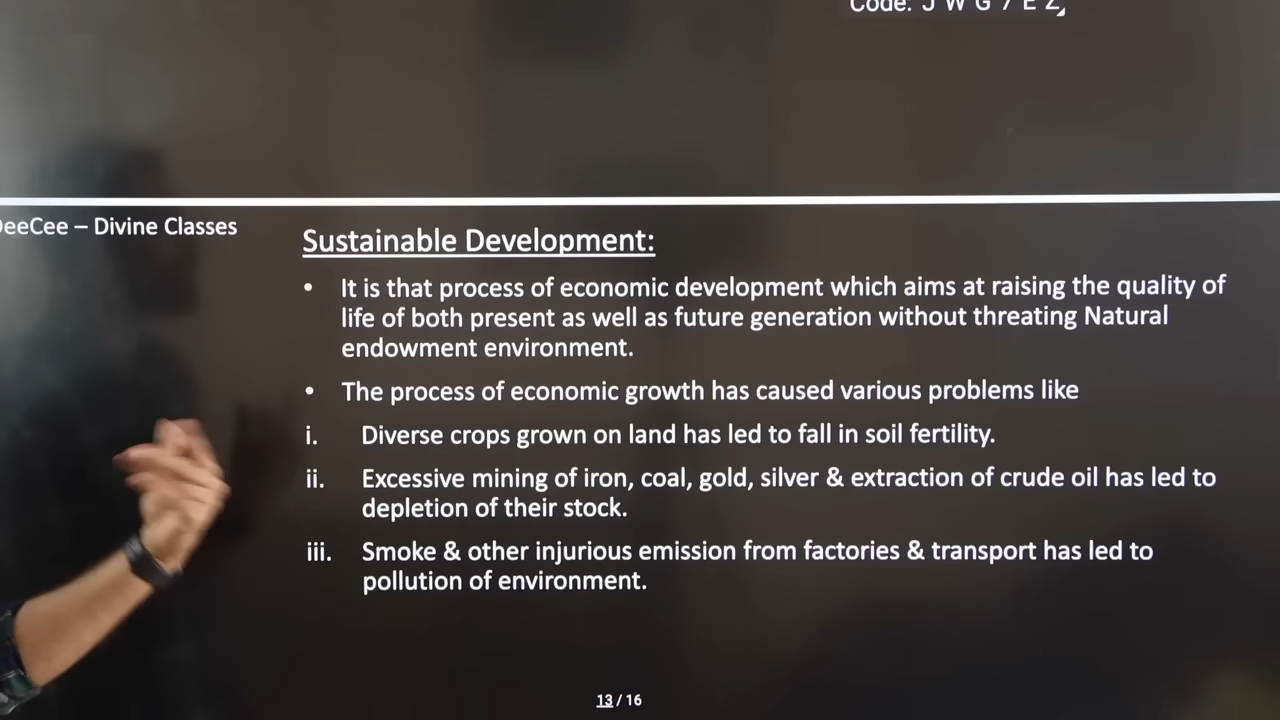 Code: J W G 7 E Z
DeeCee – Divine Classes
Sustainable Development:
• It is that process of economic development which aims at raising the quality of
life of both present as well as future generation without threating Natural
endowment environment.
• The process of economic growth has caused various problems like
i. Diverse crops grown on land has led to fall in soil fertility.
ii. Excessive mining of iron, coal, gold, silver & extraction of crude oil has led to
depletion of their stock.
iii. Smoke & other injurious emission from factories & transport has led to
pollution of environment.
13 / 16